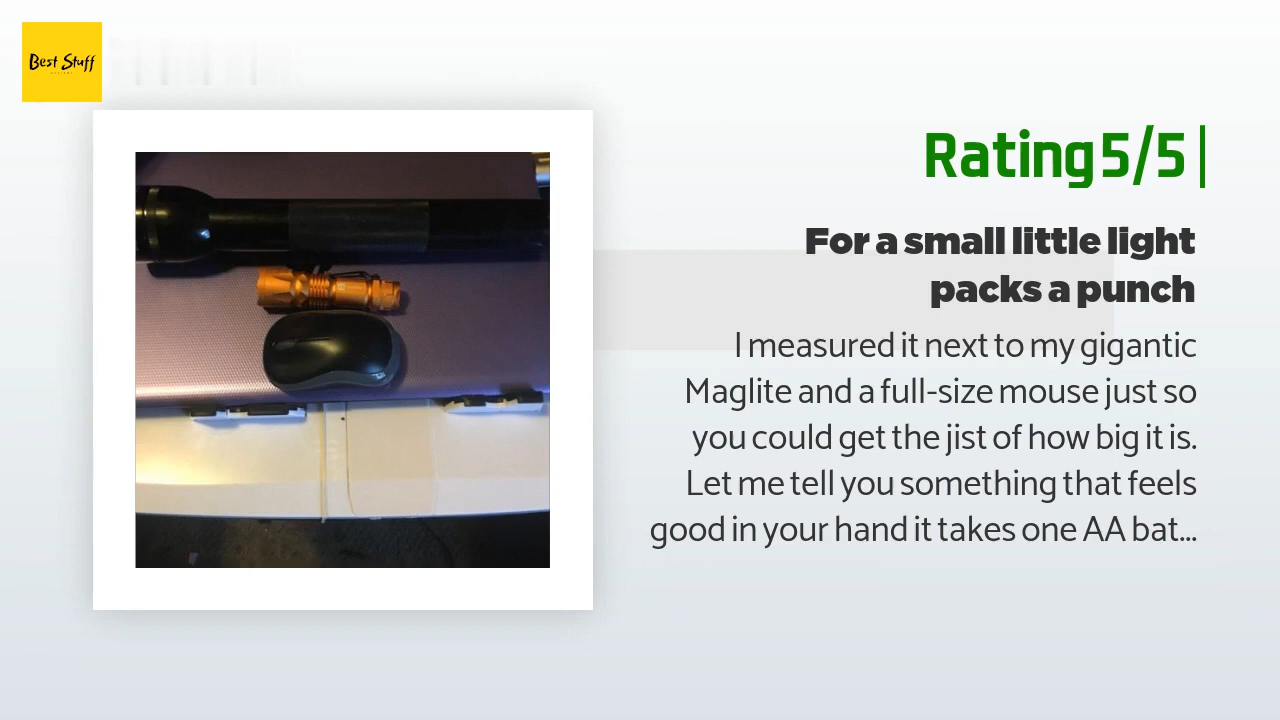 Best Stuff
Rating 5/5 |
For a small little light
packs a punch
I measured it next to my gigantic
Maglite and a full-size mouse just so
you could get the jist of how big it is.
Let me tell you something that feels
good in your hand it takes one AA bat...